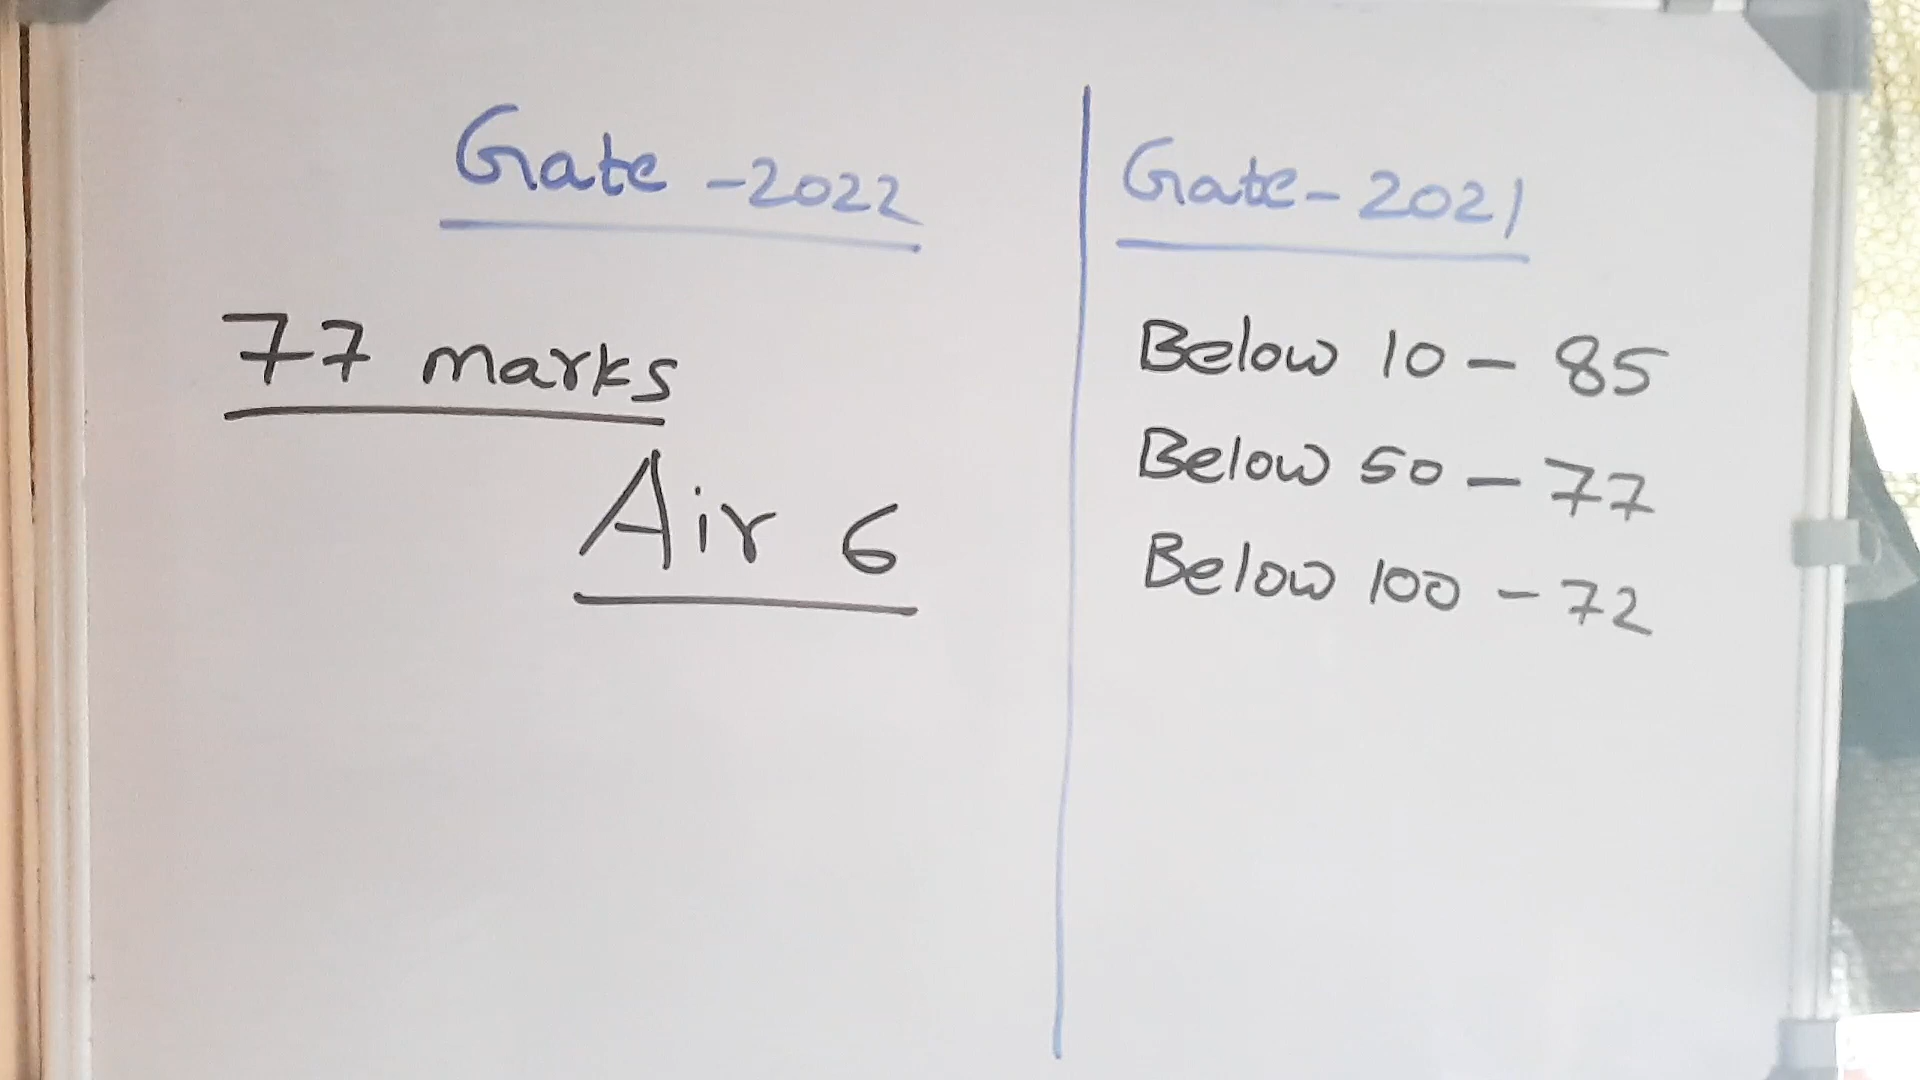 Gate - 2022
77 marks
Air 6
Gate - 2021
Below 10 - 85
Below 50 - 77
Below 100 - 72